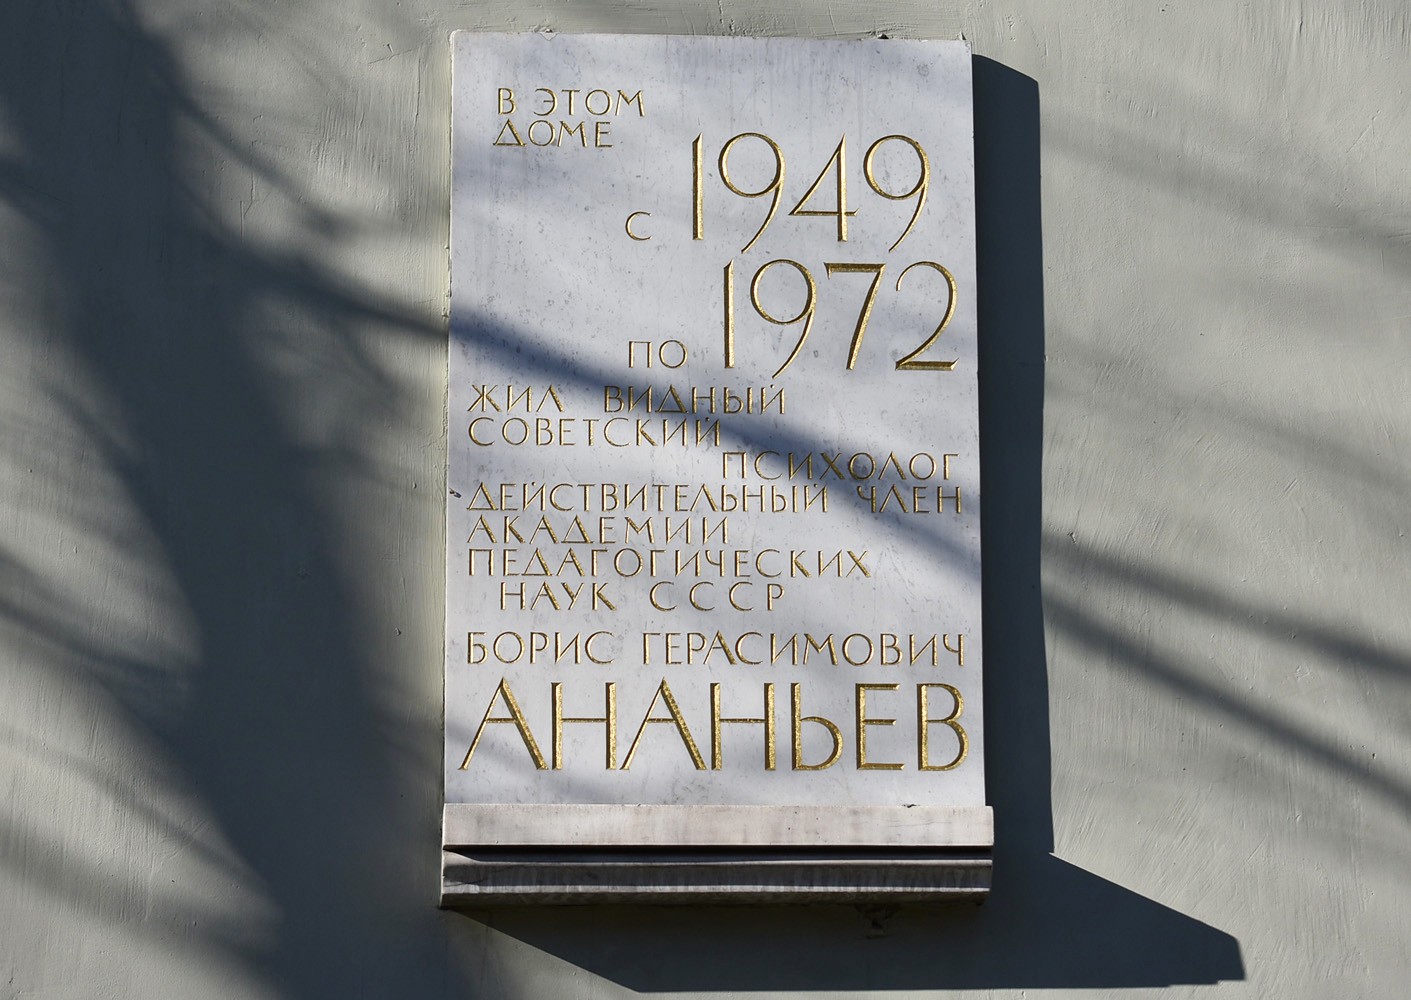 В ЭТОМ
ДОМЕ
С 1949
ПО 1972
ЖИЛ ВИДНЫЙ
СОВЕТСКИЙ
ПСИХОЛОГ
ДЕЙСТВИТЕЛЬНЫЙ ЧЛЕН
АКАДЕМИИ
ПЕДАГОГИЧЕСКИХ
НАУК СССР
БОРИС ГЕРАСИМОВИЧ
АНАНЬЕВ